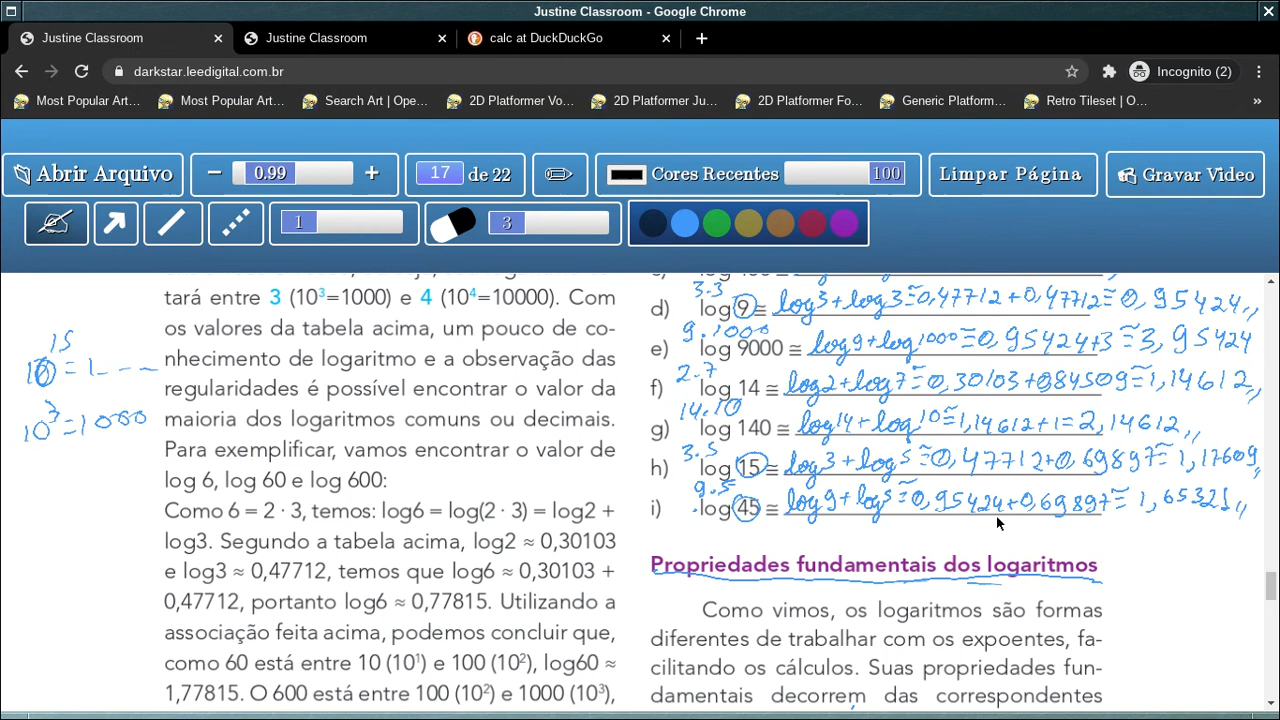 Justine Classroom - Google Chrome
Justine Classroom
Justine Classroom
calc at DuckDuckGo
darkstar.leedigital.com.br
Incognito (2)
Most Popular Art...
Most Popular Art...
Search Art | Ope...
2D Platformer Vo...
2D Platformer Ju...
2D Platformer Fo...
Generic Platform...
Retro Tileset | O...
Abrir Arquivo
− 0.99 +
17 de 22
Cores Recentes 100
Limpar Página
Gravar Video
1
3
tará entre 3 (10³=1000) e 4 (10⁴=10000). Com
os valores da tabela acima, um pouco de co-
nhecimento de logaritmo e a observação das
regularidades é possível encontrar o valor da
maioria dos logaritmos comuns ou decimais.
Para exemplificar, vamos encontrar o valor de
log 6, log 60 e log 600:
Como 6 = 2 · 3, temos: log6 = log(2 · 3) = log2 +
log3. Segundo a tabela acima, log2 ≈ 0,30103
e log3 ≈ 0,47712, temos que log6 ≈ 0,30103 +
0,47712, portanto log6 ≈ 0,77815. Utilizando a
associação feita acima, podemos concluir que,
como 60 está entre 10 (10¹) e 100 (10²), log60 ≈
1,77815. O 600 está entre 100 (10²) e 1000 (10³),
15
10 = 1 - - -
10³ = 1000
3.3
d) log 9 ≅ log3 + log3 ≅ 0,47712 + 0,47712 ≅ 0,95424,,
9.1000
e) log 9000 ≅ log9 + log1000 ≅ 0,95424 + 3 ≅ 3,95424
2.7
f) log 14 ≅ log2 + log7 ≅ 0,30103 + 0,84509 ≅ 1,14612,,
14.10
g) log 140 ≅ log14 + log10 ≅ 1,14612 + 1 = 2,14612,,
3.5
h) log 15 ≅ log3 + log5 ≅ 0,47712 + 0,69897 ≅ 1,17609,,
9.5
i) log 45 ≅ log9 + log5 ≅ 0,95424 + 0,69897 ≅ 1,65321,,
Propriedades fundamentais dos logaritmos
Como vimos, os logaritmos são formas
diferentes de trabalhar com os expoentes, fa-
cilitando os cálculos. Suas propriedades fun-
damentais decorrem das correspondentes